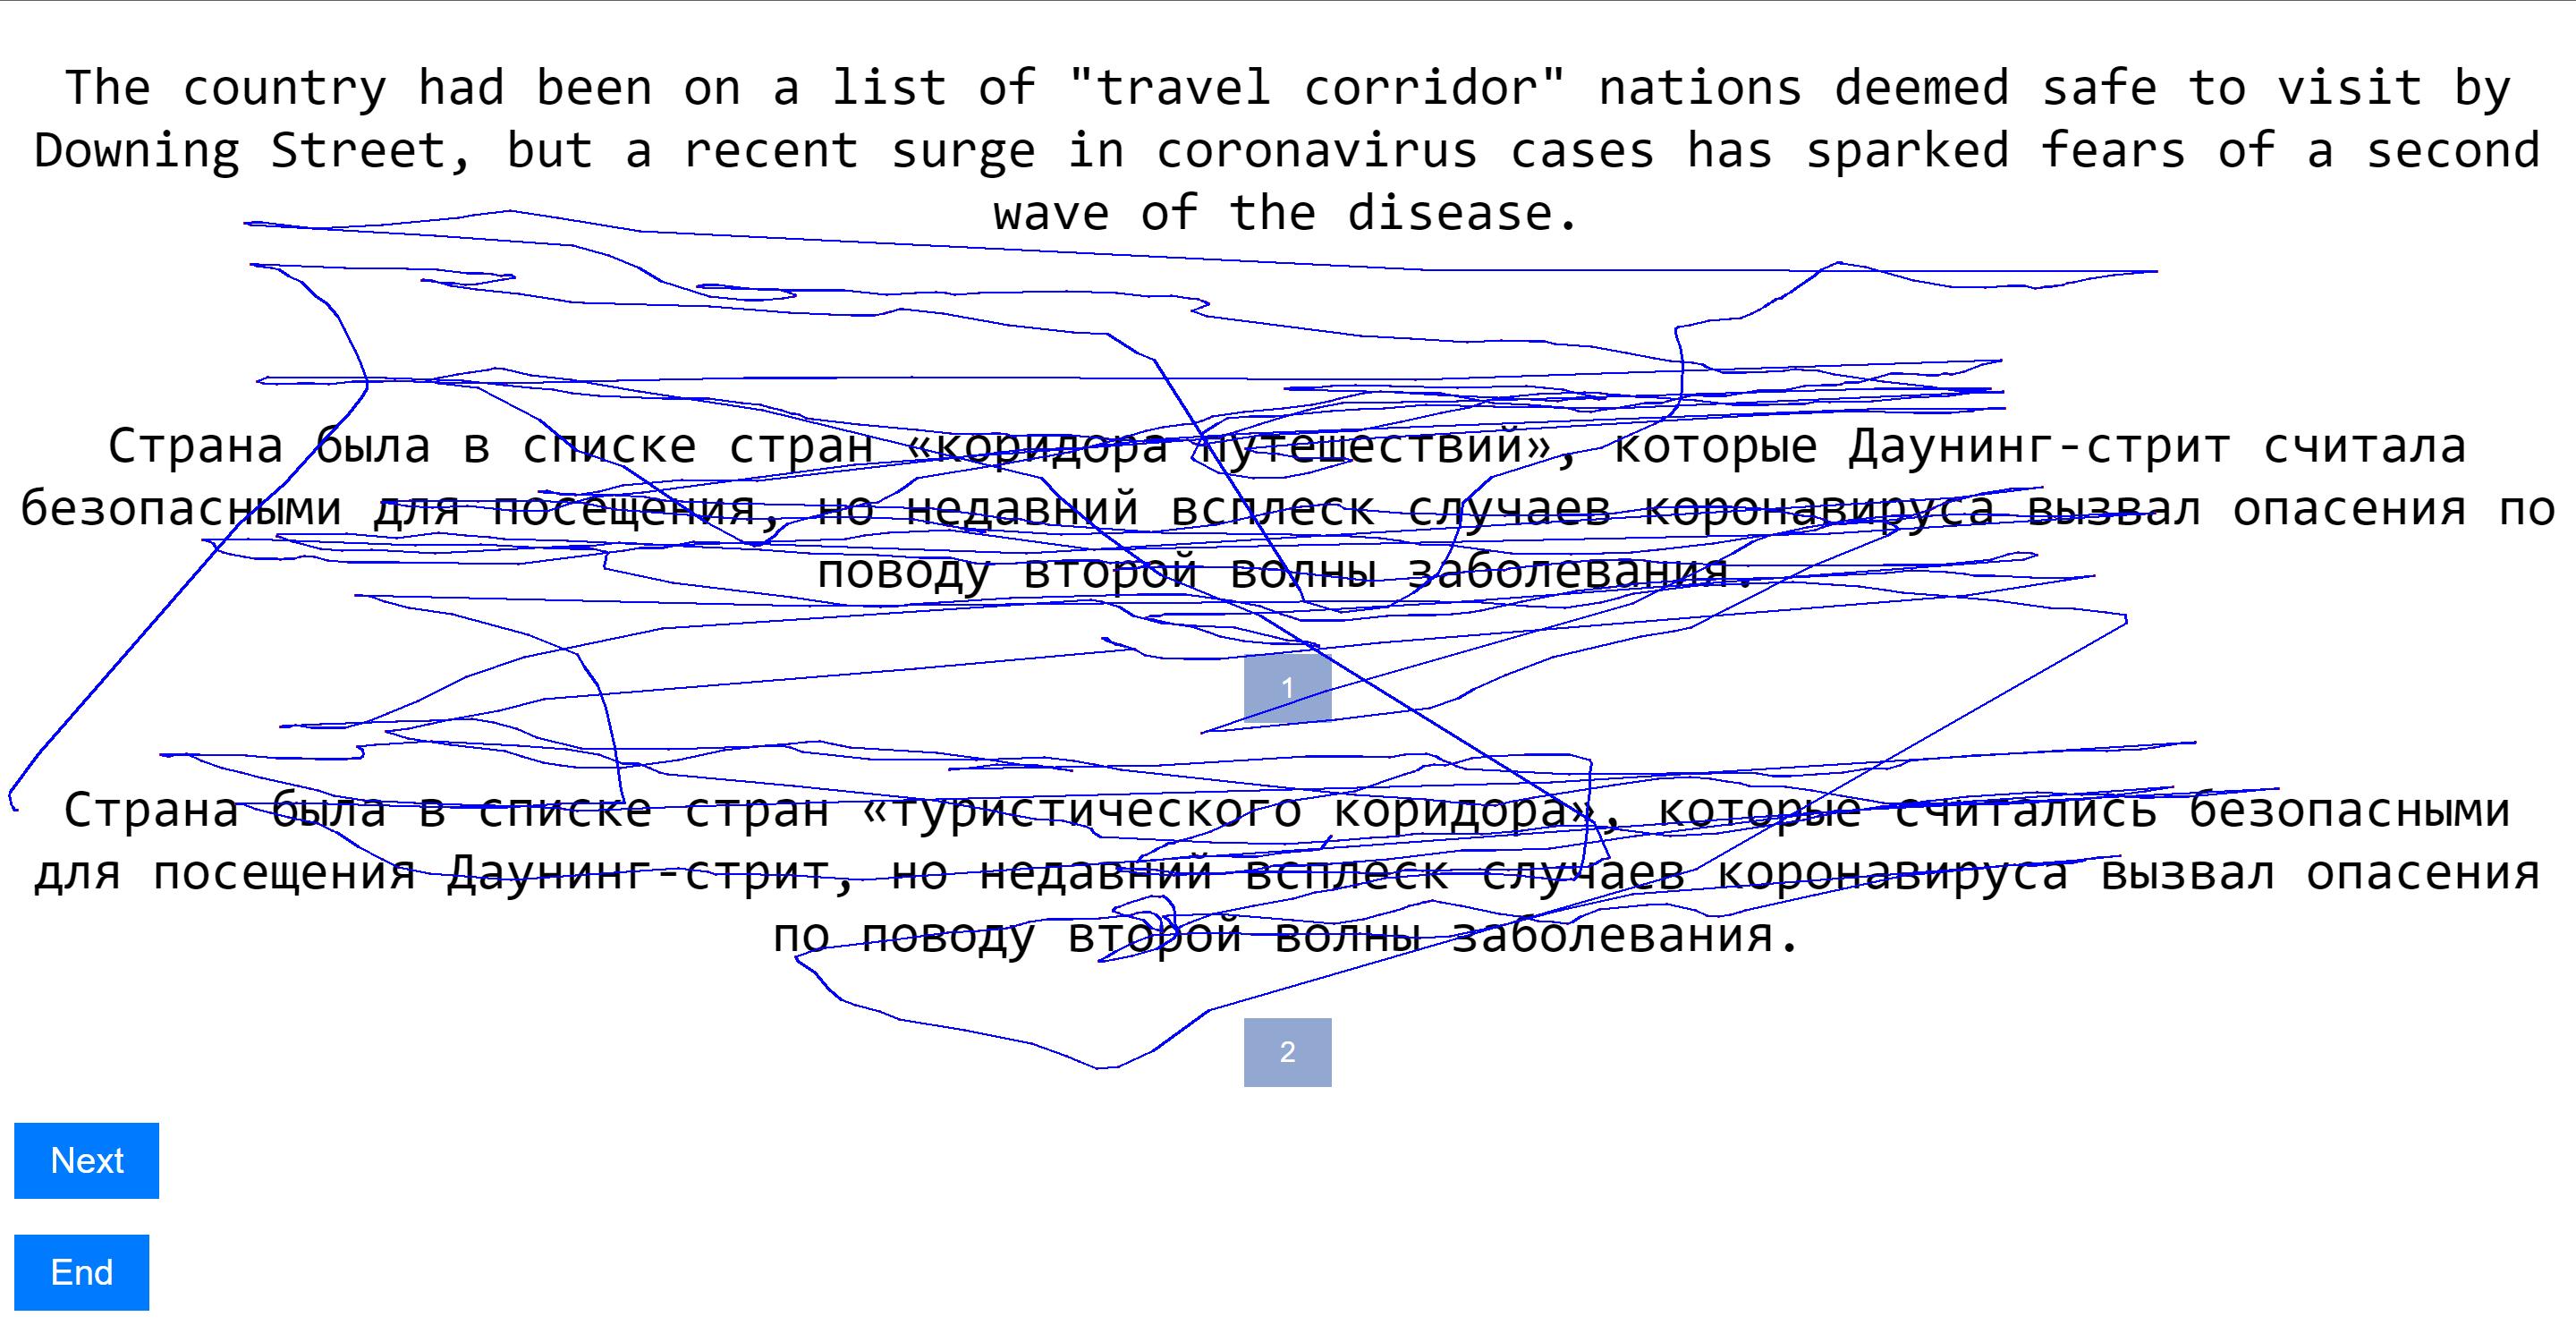 The country had been on a list of "travel corridor" nations deemed safe to visit by
Downing Street, but a recent surge in coronavirus cases has sparked fears of a second
wave of the disease.
Страна была в списке стран «коридора путешествий», которые Даунинг-стрит считала
безопасными для посещения, но недавний всплеск случаев коронавируса вызвал опасения по
поводу второй волны заболевания.
1
Страна была в списке стран «туристического коридора», которые считались безопасными
для посещения Даунинг-стрит, но недавний всплеск случаев коронавируса вызвал опасения
по поводу второй волны заболевания.
2
Next
End